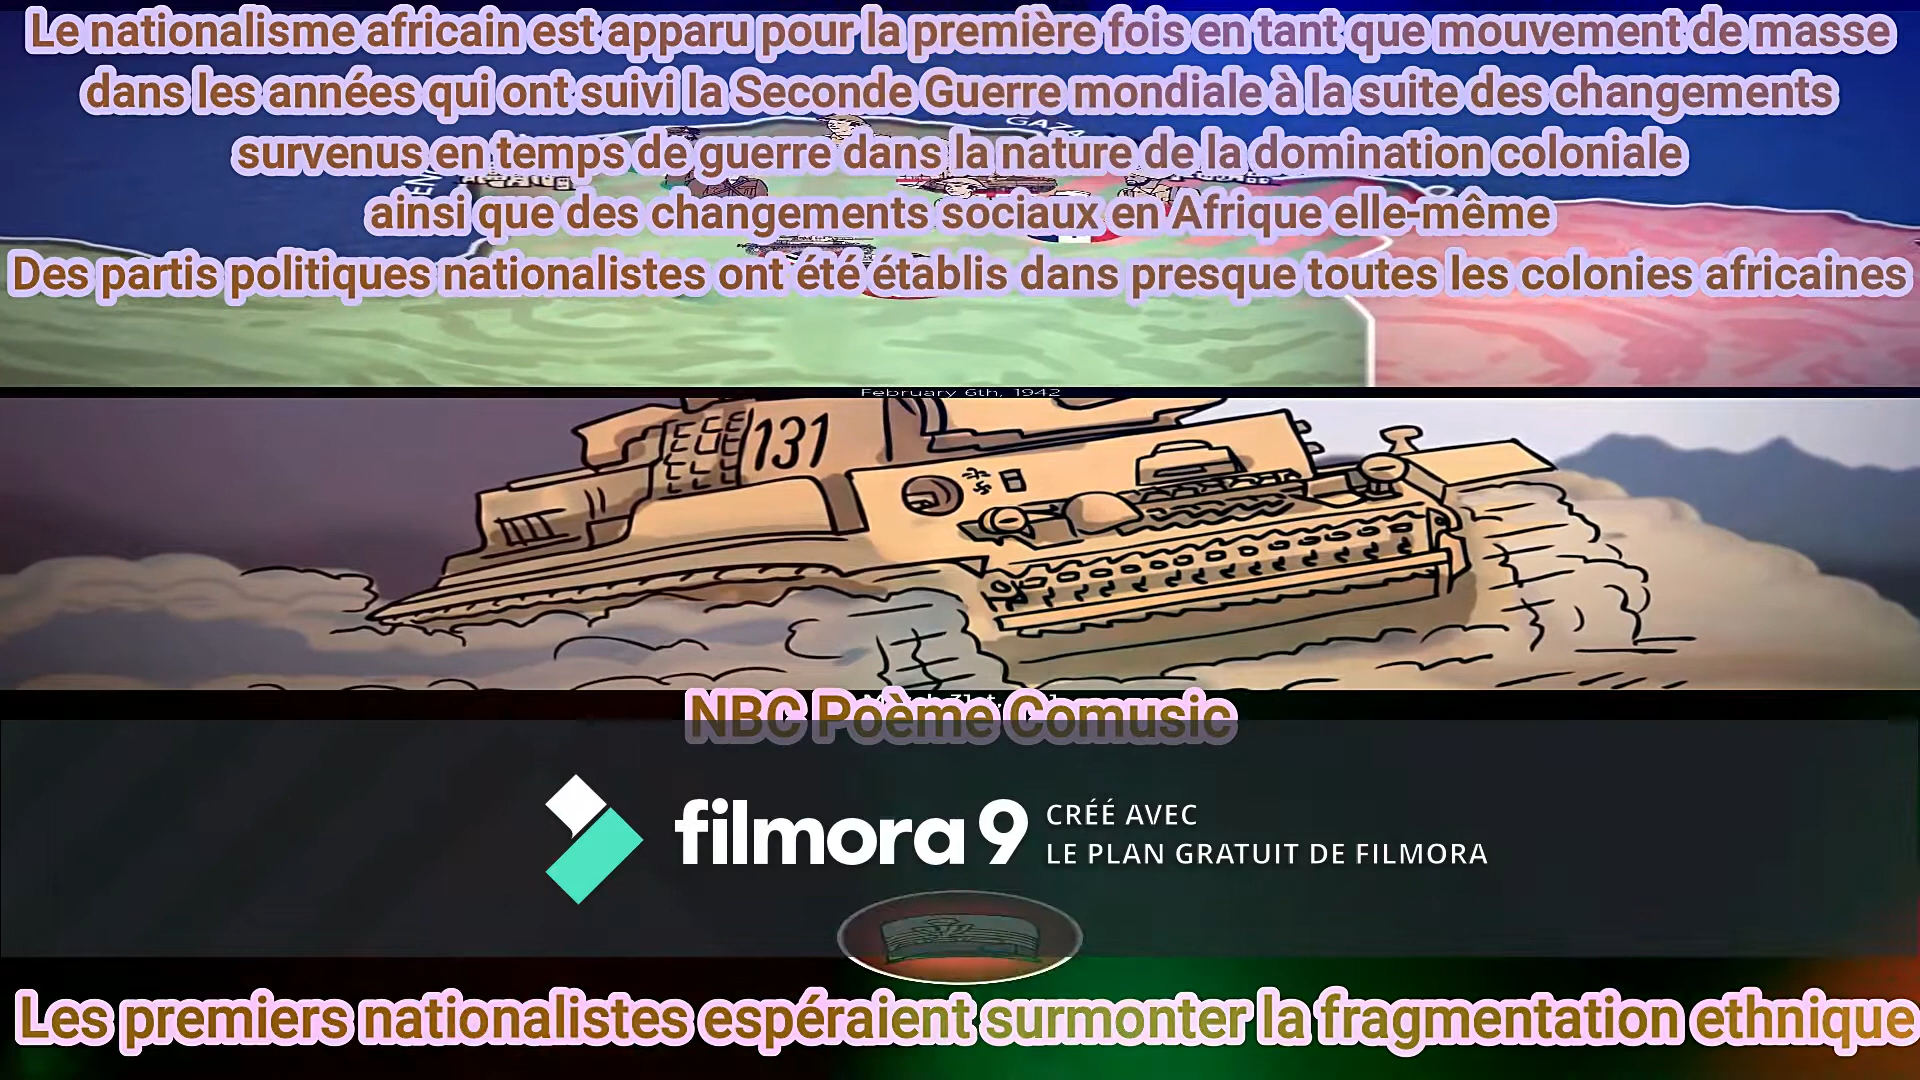 Le nationalisme africain est apparu pour la première fois en tant que mouvement de masse
dans les années qui ont suivi la Seconde Guerre mondiale à la suite des changements
GAZA
survenus en temps de guerre dans la nature de la domination coloniale
ainsi que des changements sociaux en Afrique elle-même
Des partis politiques nationalistes ont été établis dans presque toutes les colonies africaines
February 6th, 1942
131
NBC Poème Comusic
filmora 9
CRÉÉ AVEC
LE PLAN GRATUIT DE FILMORA
Les premiers nationalistes espéraient surmonter la fragmentation ethnique